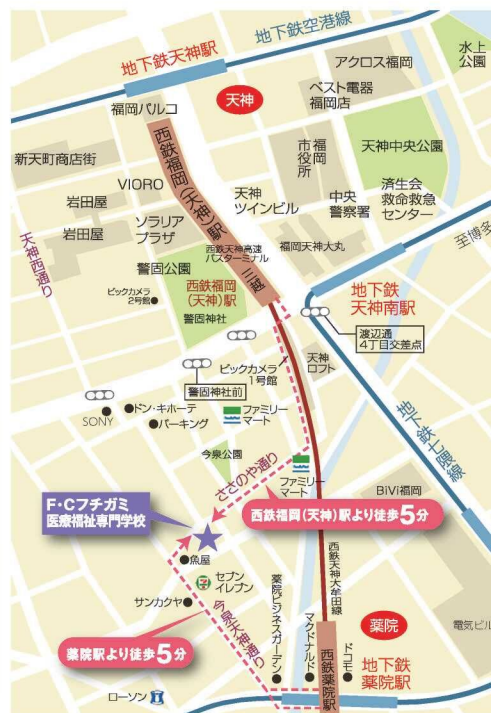 地下鉄天神駅
地下鉄空港線
水上
公園
アクロス福岡
ベスト電器
福岡店
福岡パルコ
天神
西鉄福岡(天神)駅
新天町商店街
福岡
市役所
天神中央公園
VIORO
岩田屋
天神
ツインビル
中央
警察署
済生会
救命救急
センター
岩田屋
ソラリア
プラザ
西鉄天神高速
バスターミナル
福岡天神大丸
至博多
天神西通り
警固公園
三越
西鉄福岡
(天神)駅
ビックカメラ
2号館
警固神社
地下鉄
天神南駅
渡辺通
4丁目交差点
ビックカメラ
1号館
天神
ロフト
警固神社前
SONY
ドン・キホーテ
パーキング
ファミリー
マート
地下鉄七隈線
今泉公園
ささのや通り
ファミリー
マート
BiVi福岡
F・Cフチガミ
医療福祉専門学校
西鉄福岡(天神)駅より徒歩5分
魚屋
セブン
イレブン
西鉄天神大牟田線
サンカクヤ
薬院ビジネスガーデン
マクドナルド
薬院
今泉天神通り
電気ビル
薬院駅より徒歩5分
西鉄薬院駅
ドコモ
地下鉄
薬院駅
ローソン